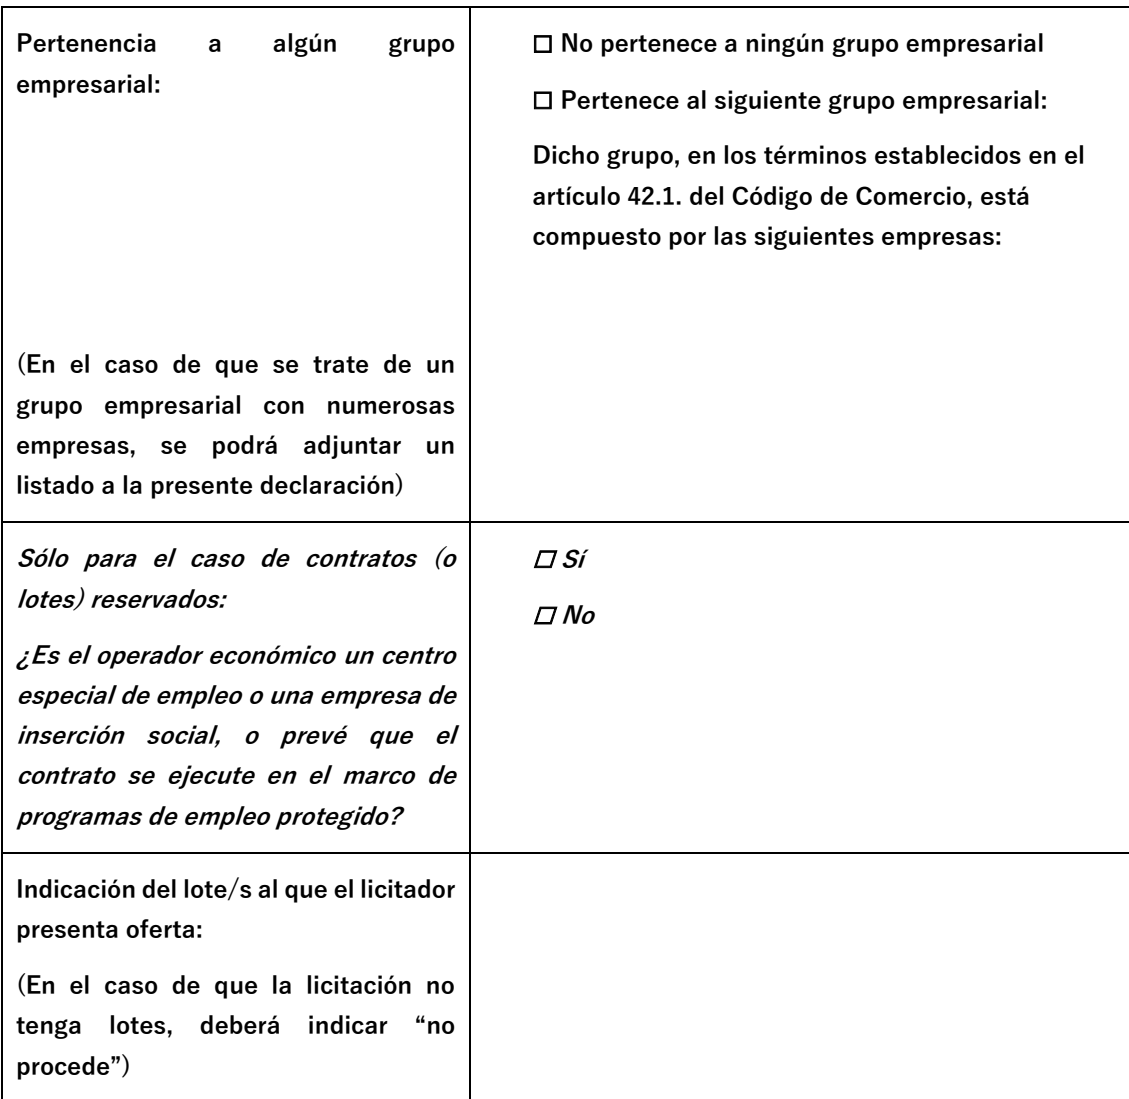 Pertenencia a algún grupo
empresarial:
(En el caso de que se trate de un
grupo empresarial con numerosas
empresas, se podrá adjuntar un
listado a la presente declaración)
☐ No pertenece a ningún grupo empresarial
☐ Pertenece al siguiente grupo empresarial:
Dicho grupo, en los términos establecidos en el
artículo 42.1. del Código de Comercio, está
compuesto por las siguientes empresas:
Sólo para el caso de contratos (o
lotes) reservados:
¿Es el operador económico un centro
especial de empleo o una empresa de
inserción social, o prevé que el
contrato se ejecute en el marco de
programas de empleo protegido?
☐ Sí
☐ No
Indicación del lote/s al que el licitador
presenta oferta:
(En el caso de que la licitación no
tenga lotes, deberá indicar “no
procede”)